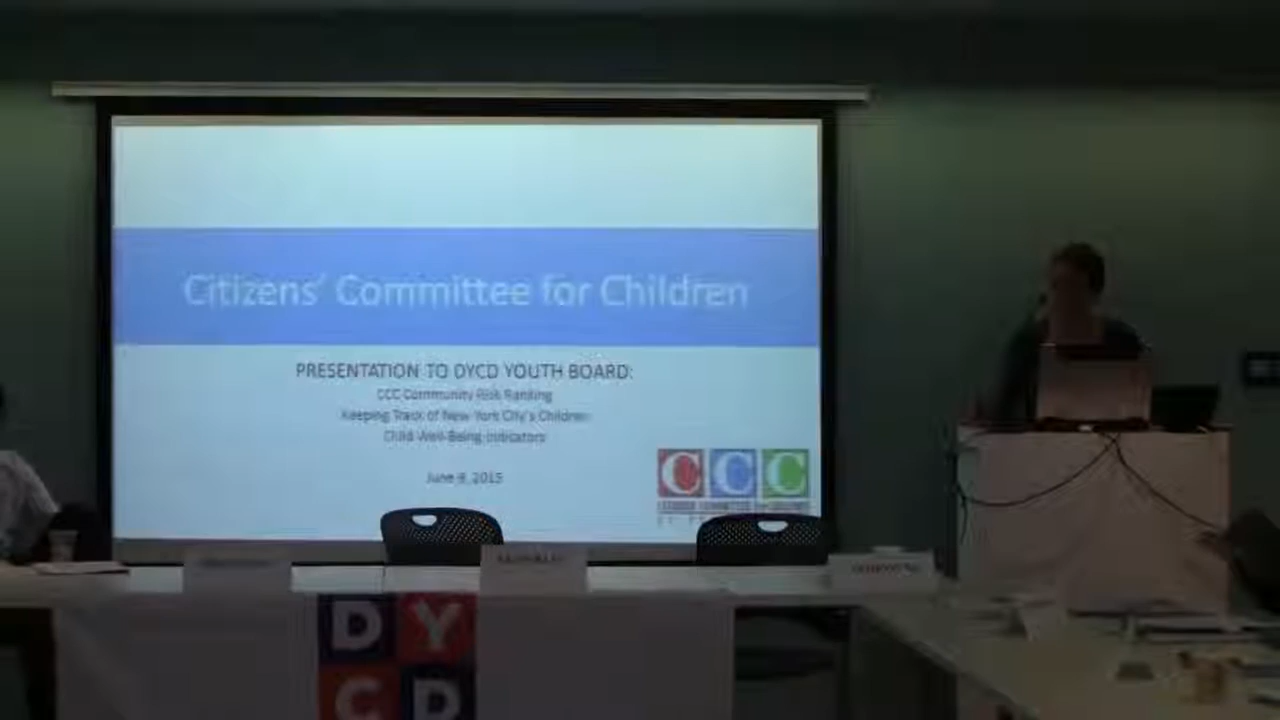 Citizens' Committee for Children
PRESENTATION TO DYCD YOUTH BOARD:
CCC Community Risk Ranking
Keeping Track of New York City's Children
Child Well-Being Indicators
June 9, 2015
CCC
DY
CD